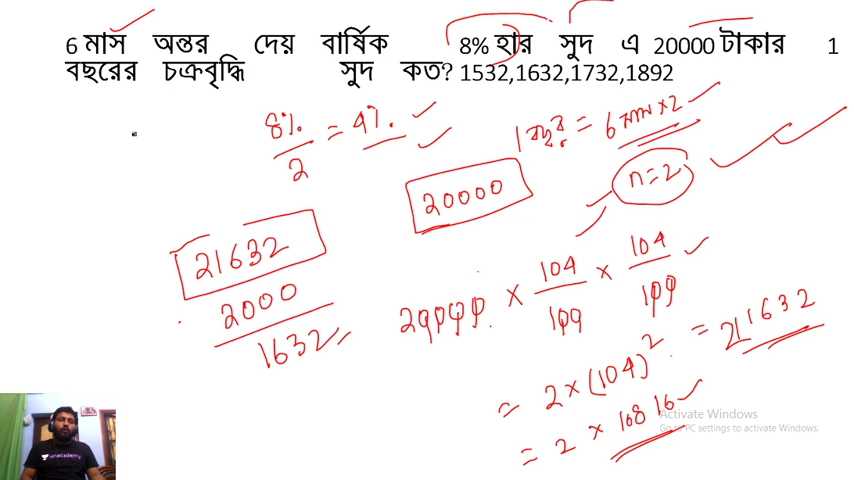 6 মাস অন্তর দেয় বার্ষিক 8% হার সুদ এ 20000 টাকার 1
বছরের চক্রবৃদ্ধি সুদ কত? 1532,1632,1732,1892
8%/2 = 4%
1 বছর = 6 মাস × 2
n=2
20000
21632
2000
1632
20000 × 104/100 × 104/100
= 2 × (104)² = 21632
= 2 × 10816
Activate Windows
Go to PC settings to activate Windows.
unacademy